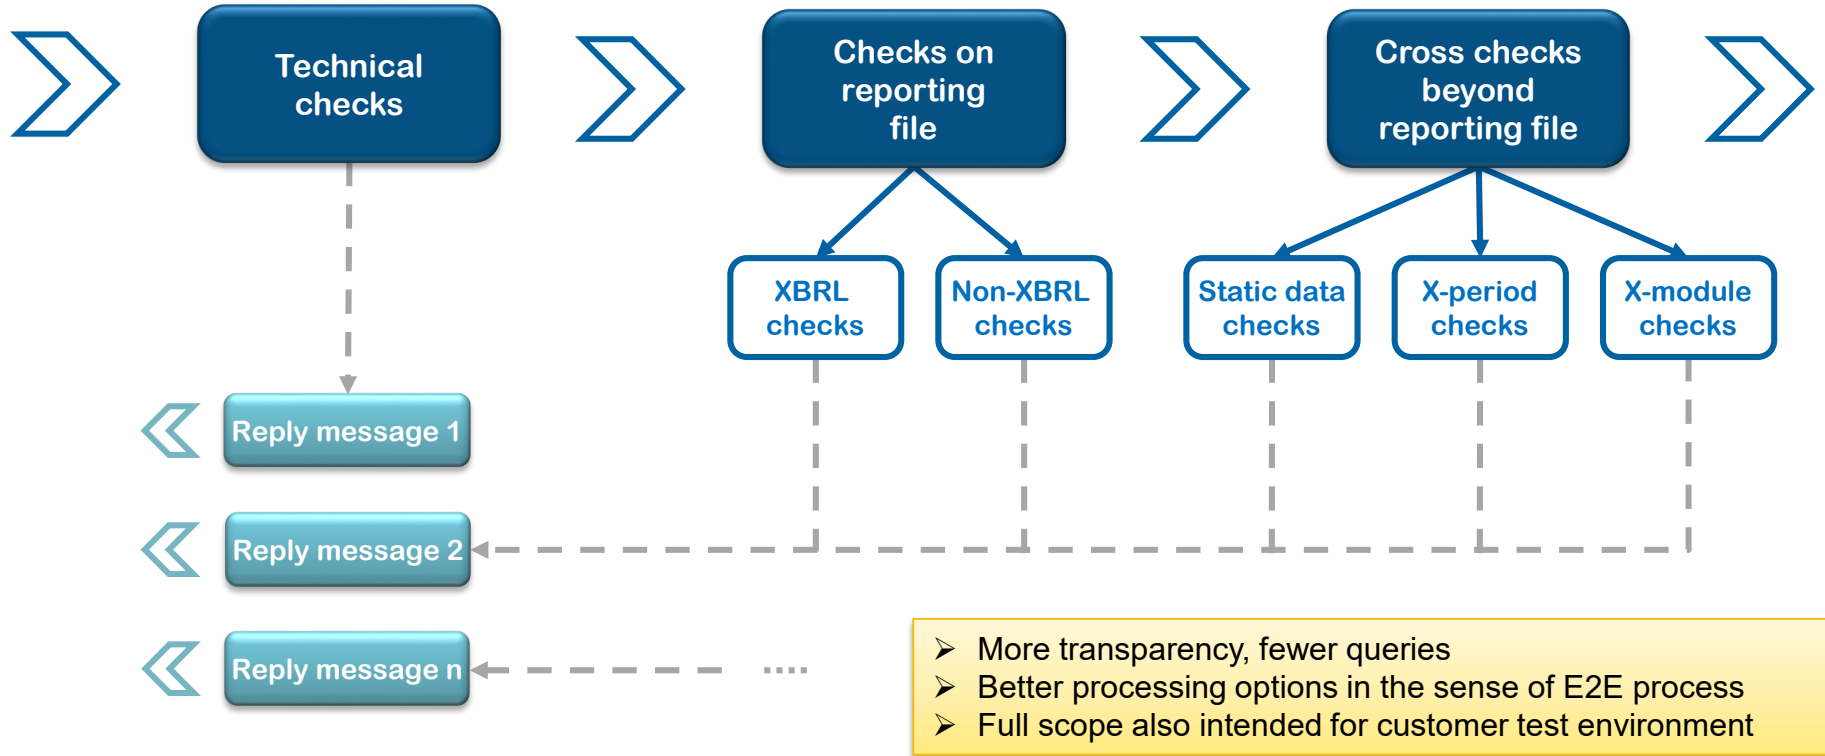 Technical
checks
Checks on
reporting
file
Cross checks
beyond
reporting file
XBRL
checks
Non-XBRL
checks
Static data
checks
X-period
checks
X-module
checks
Reply message 1
Reply message 2
Reply message n
....
➢ More transparency, fewer queries
➢ Better processing options in the sense of E2E process
➢ Full scope also intended for customer test environment